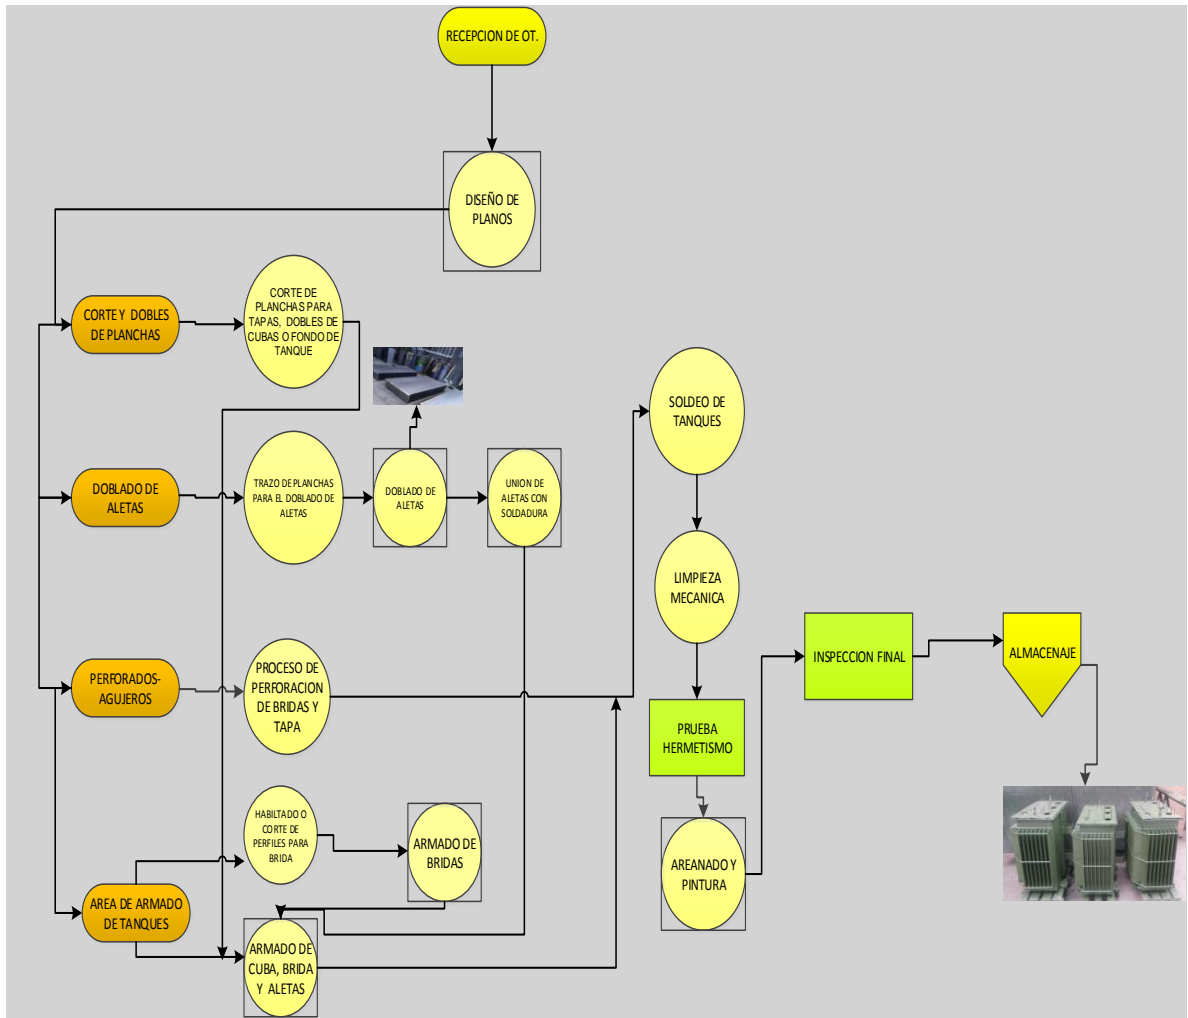 RECEPCION DE OT.
DISEÑO DE
PLANOS
CORTE Y DOBLES
DE PLANCHAS
CORTE DE
PLANCHAS PARA
TAPAS, DOBLES DE
CUBAS O FONDO DE
TANQUE
SOLDEO DE
TANQUES
DOBLADO DE
ALETAS
TRAZO DE PLANCHAS
PARA EL DOBLADO DE
ALETAS
DOBLADO DE
ALETAS
UNION DE
ALETAS CON
SOLDADURA
LIMPIEZA
MECANICA
PERFORADOS-
AGUJEROS
PROCESO DE
PERFORACION
DE BRIDAS Y
TAPA
INSPECCION FINAL
ALMACENAJE
PRUEBA
HERMETISMO
HABILTADO O
CORTE DE
PERFILES PARA
BRIDA
ARMADO DE
BRIDAS
AREANADO Y
PINTURA
AREA DE ARMADO
DE TANQUES
ARMADO DE
CUBA, BRIDA
Y ALETAS